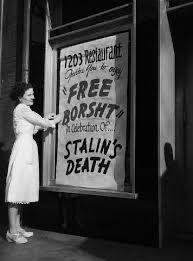 1203 Restaurant
Invites You to enjoy
"FREE
BORSHT"
In Celebration Of...
STALIN'S
DEATH